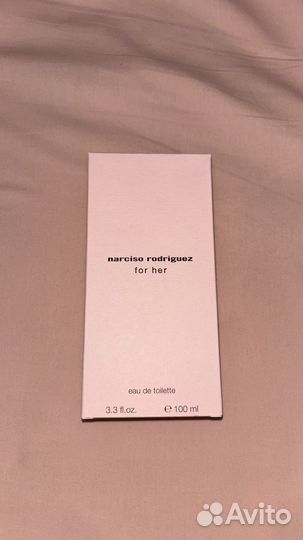 narciso rodriguez
for her
eau de toilette
3.3 fl.oz. ℮ 100 ml
Avito